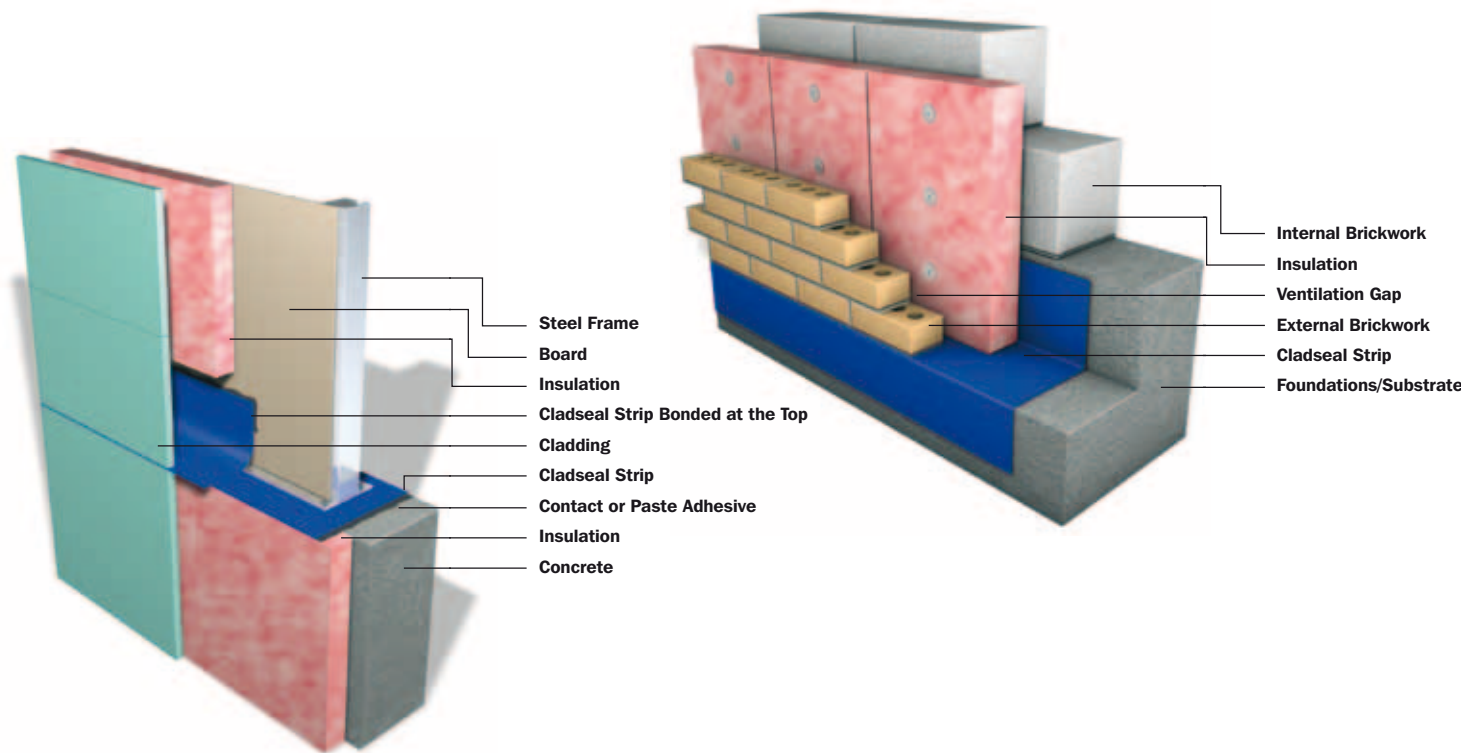 Steel Frame
Board
Insulation
Cladseal Strip Bonded at the Top
Cladding
Cladseal Strip
Contact or Paste Adhesive
Insulation
Concrete
Internal Brickwork
Insulation
Ventilation Gap
External Brickwork
Cladseal Strip
Foundations/Substrate